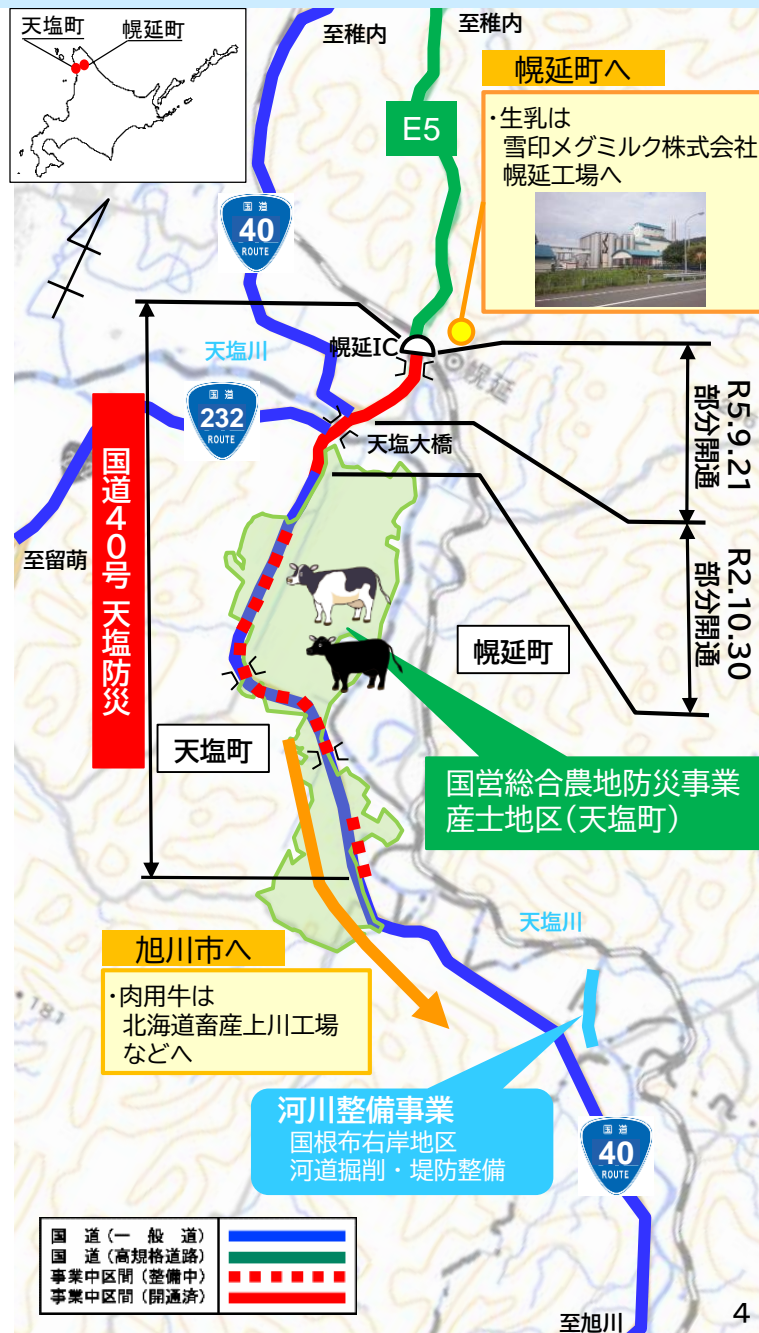 天塩町
幌延町
至稚内
至稚内
幌延町へ
・生乳は
雪印メグミルク株式会社
幌延工場へ
E5
国道
40
ROUTE
天塩川
幌延IC
幌延
国道
232
ROUTE
天塩大橋
R5.9.21
部分開通
国道40号 天塩防災
至留萌
R2.10.30
部分開通
幌延町
天塩町
国営総合農地防災事業
産士地区(天塩町)
天塩川
旭川市へ
・肉用牛は
北海道畜産上川工場
などへ
・181
河川整備事業
国根布右岸地区
河道掘削・堤防整備
国道
40
ROUTE
国 道(一 般 道)
国 道(高規格道路)
事業中区間(整備中)
事業中区間(開通済)
至旭川
4